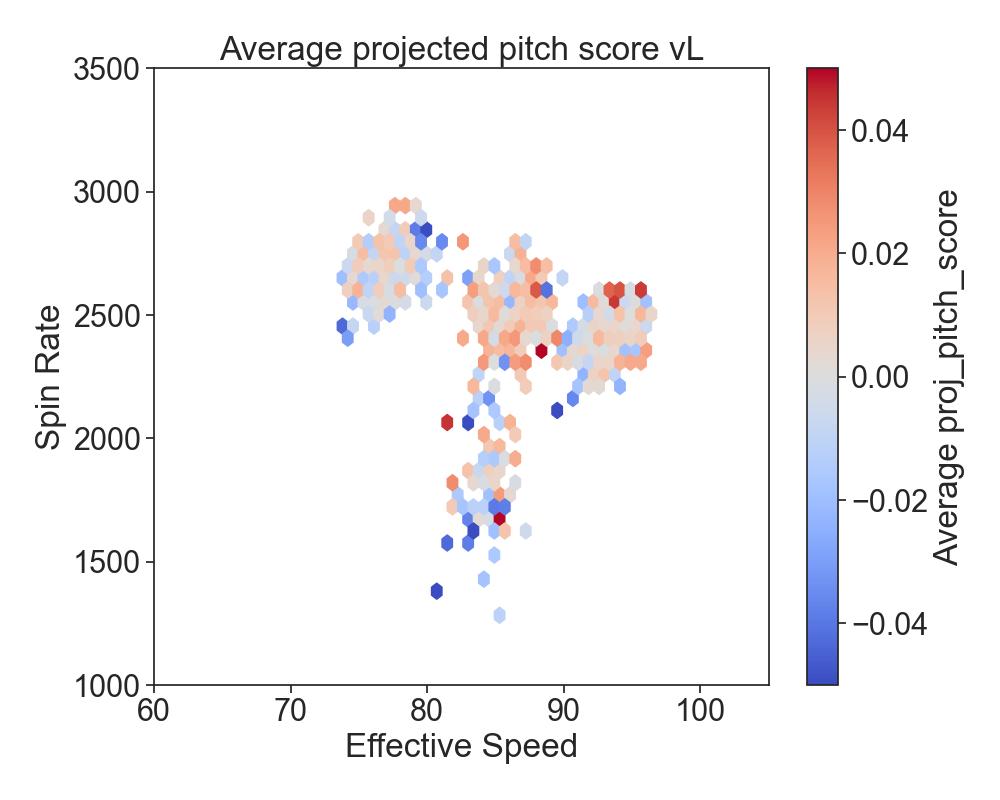 Average projected pitch score vL
3500
3000
2500
2000
1500
1000
Spin Rate
60 70 80 90 100
Effective Speed
0.04
0.02
0.00
−0.02
−0.04
Average proj_pitch_score